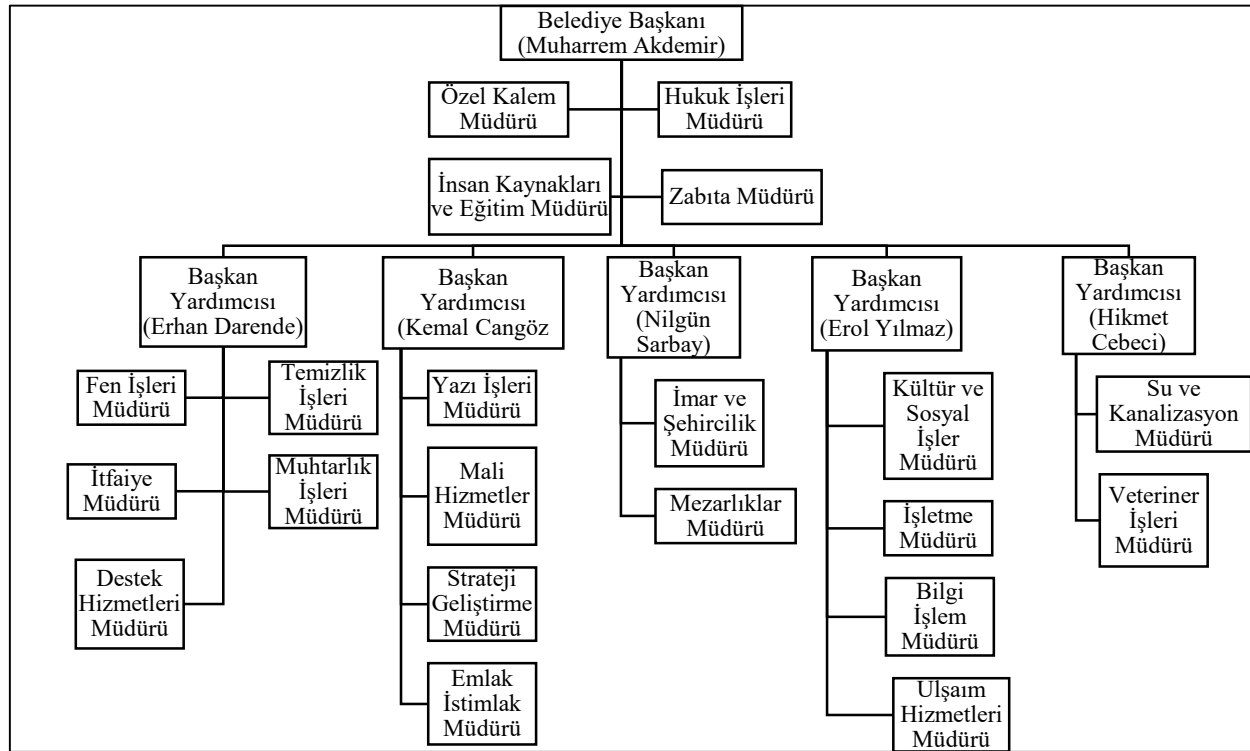 Belediye Başkanı
(Muharrem Akdemir)
Özel Kalem
Müdürü
Hukuk İşleri
Müdürü
İnsan Kaynakları
ve Eğitim Müdürü
Zabıta Müdürü
Başkan
Yardımcısı
(Erhan Darende)
Fen İşleri
Müdürü
Temizlik
İşleri
Müdürü
İtfaiye
Müdürü
Muhtarlık
İşleri
Müdürü
Destek
Hizmetleri
Müdürü
Başkan
Yardımcısı
(Kemal Cangöz
Yazı İşleri
Müdürü
Mali
Hizmetler
Müdürü
Strateji
Geliştirme
Müdürü
Emlak
İstimlak
Müdürü
Başkan
Yardımcısı
(Nilgün
Sarbay)
İmar ve
Şehircilik
Müdürü
Mezarlıklar
Müdürü
Başkan
Yardımcısı
(Erol Yılmaz)
Kültür ve
Sosyal
İşler
Müdürü
İşletme
Müdürü
Bilgi
İşlem
Müdürü
Ulşaım
Hizmetleri
Müdürü
Başkan
Yardımcısı
(Hikmet
Cebeci)
Su ve
Kanalizasyon
Müdürü
Veteriner
İşleri
Müdürü